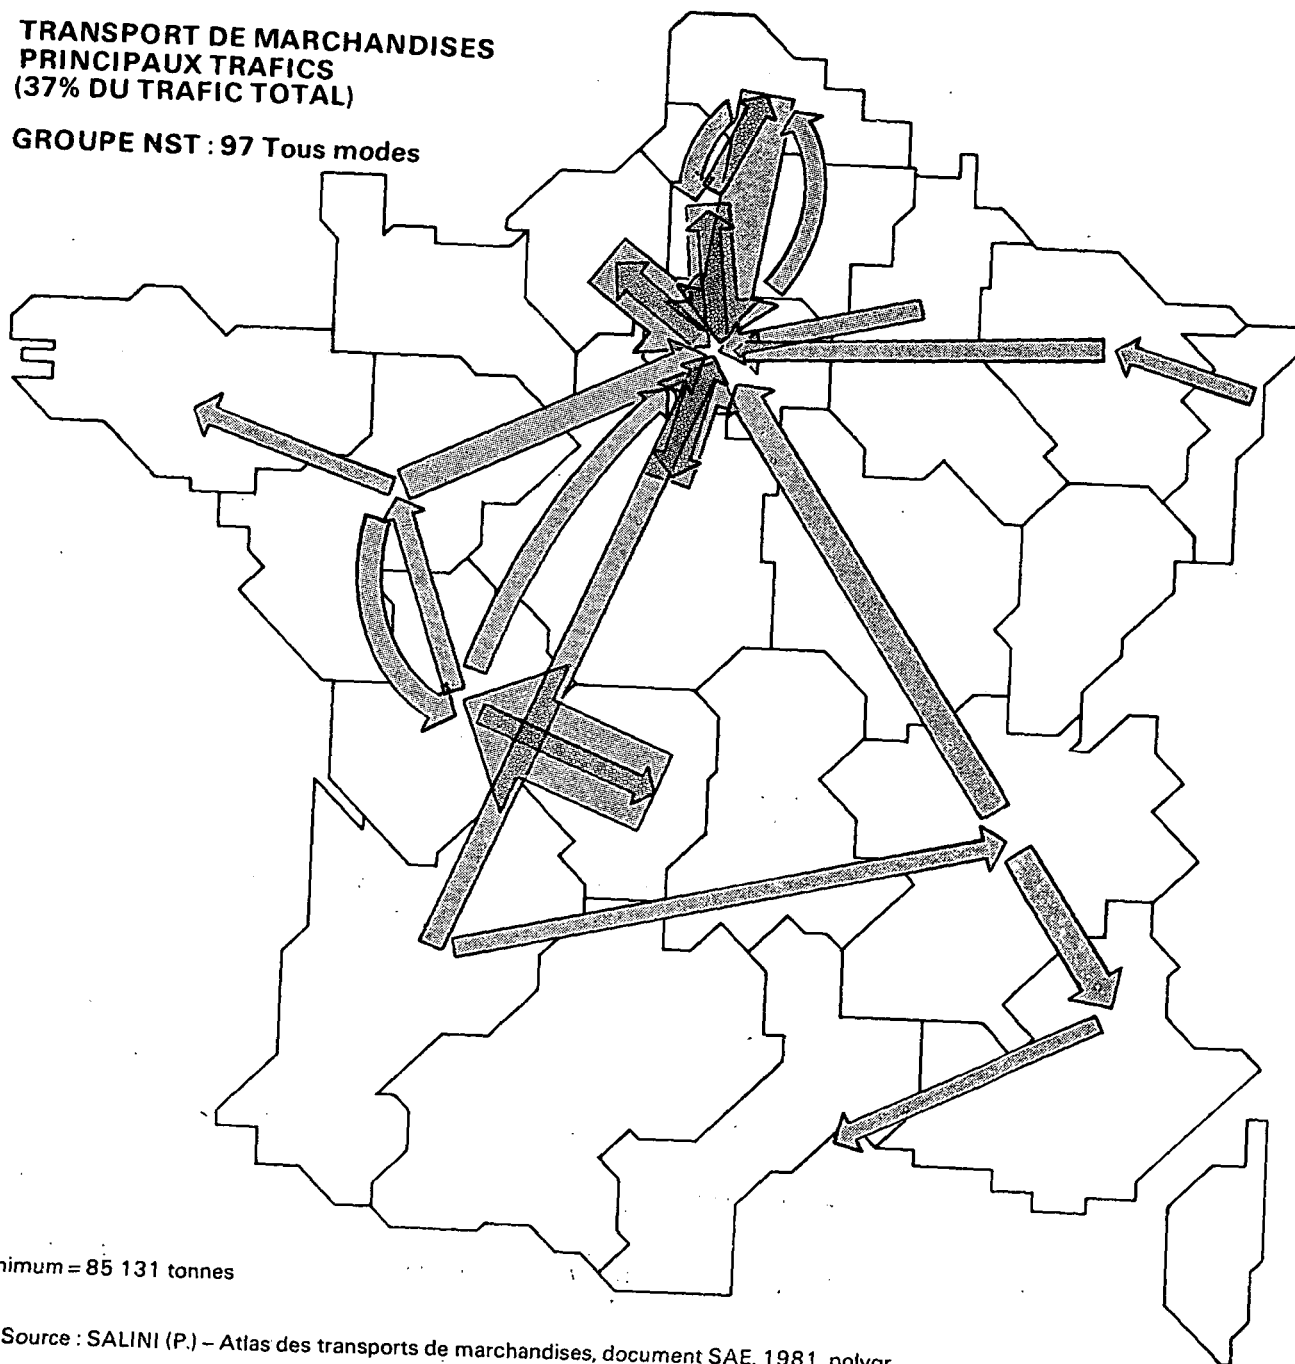 TRANSPORT DE MARCHANDISES
PRINCIPAUX TRAFICS
(37% DU TRAFIC TOTAL)
GROUPE NST : 97 Tous modes
nimum = 85 131 tonnes
Source : SALINI (P.) – Atlas des transports de marchandises, document SAE, 1981, polygr